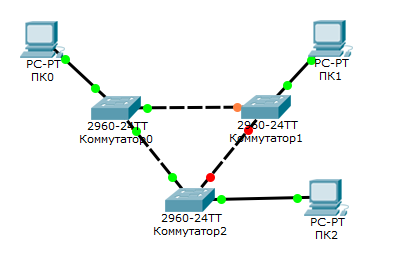 PC-PT
ПК0
PC-PT
ПК1
2960-24TT
Коммутатор0
2960-24TT
Коммутатор1
2960-24TT
Коммутатор2
PC-PT
ПК2